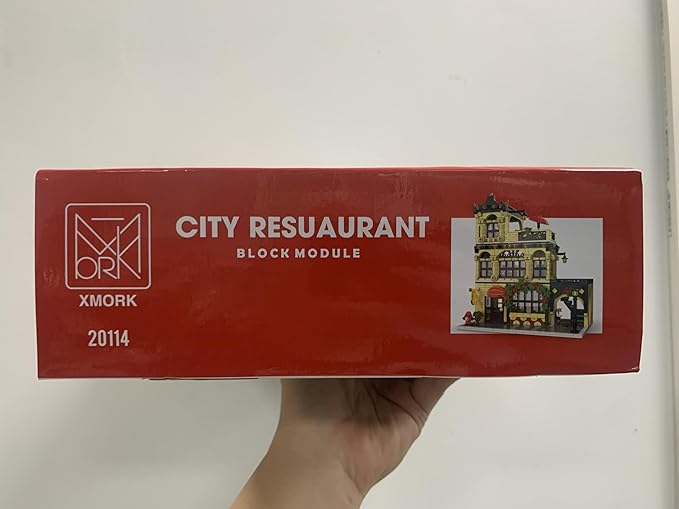 CITY RESUAURANT
BLOCK MODULE
XMORK
20114